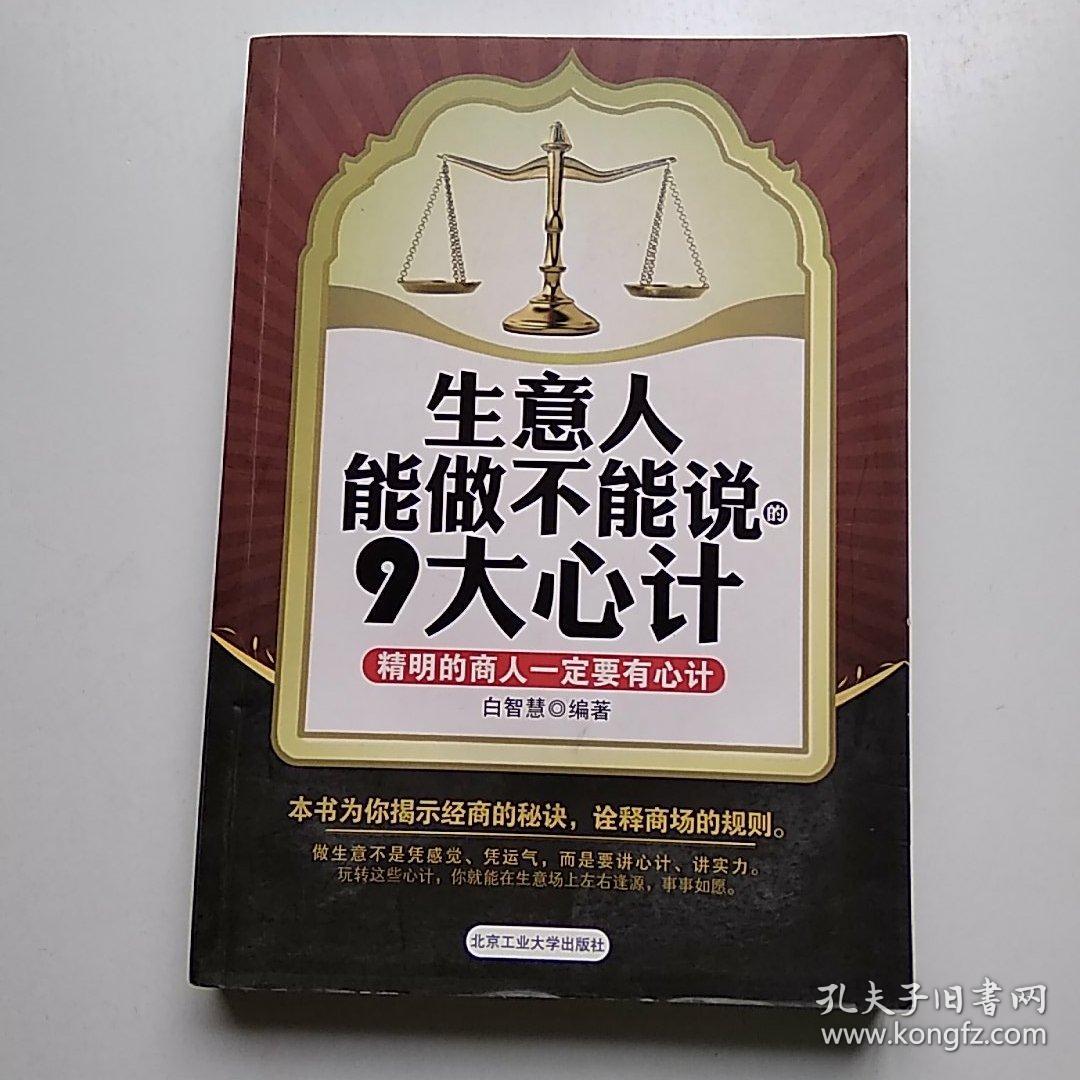 生意人
能做不能说的
9大心计
精明的商人一定要有心计
白智慧◎编著
本书为你揭示经商的秘诀，诠释商场的规则。
做生意不是凭感觉、凭运气，而是要讲心计、讲实力。
玩转这些心计，你就能在生意场上左右逢源，事事如愿。
北京工业大学出版社
孔夫子旧書网
www.kongfz.com